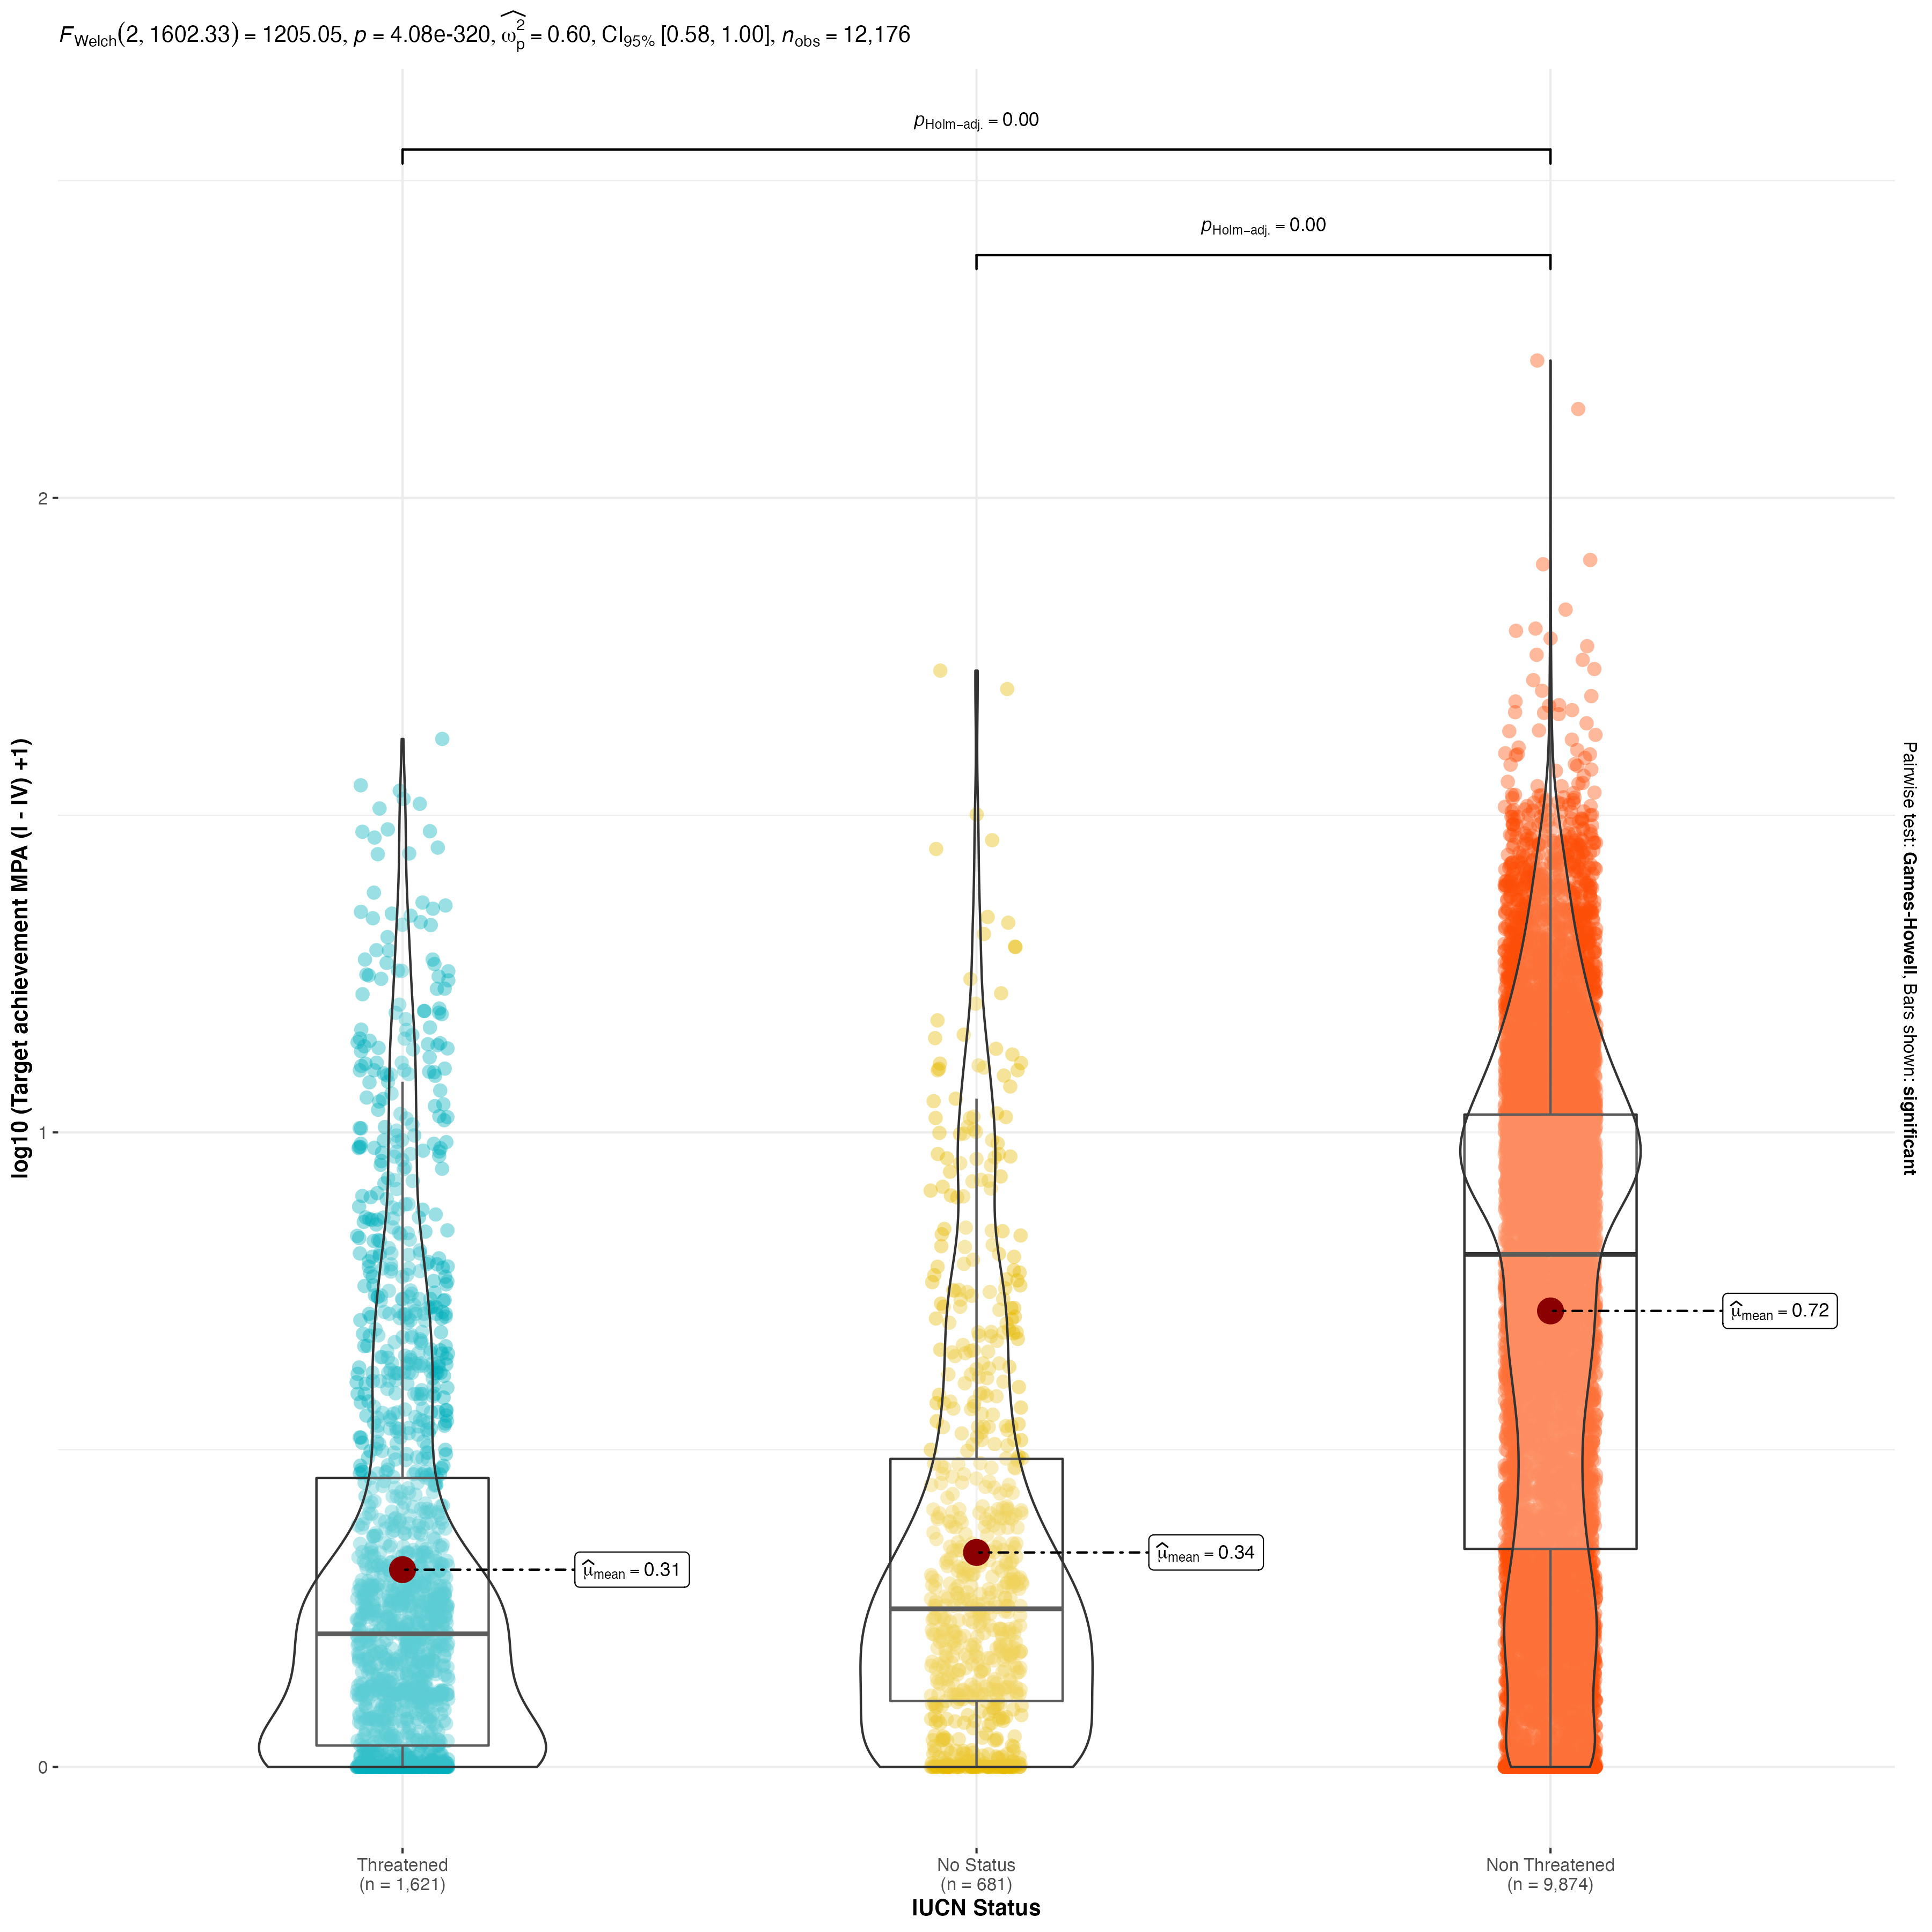 F_Welch(2, 1602.33) = 1205.05, p = 4.08e-320, ω̂_p² = 0.60, CI_95% [0.58, 1.00], n_obs = 12,176
p_Holm−adj. = 0.00
p_Holm−adj. = 0.00
2
1
0
log10 (Target achievement MPA (I - IV) +1)
μ̂_mean = 0.31
μ̂_mean = 0.34
μ̂_mean = 0.72
Pairwise test: Games-Howell, Bars shown: significant
Threatened
(n = 1,621)
No Status
(n = 681)
Non Threatened
(n = 9,874)
IUCN Status